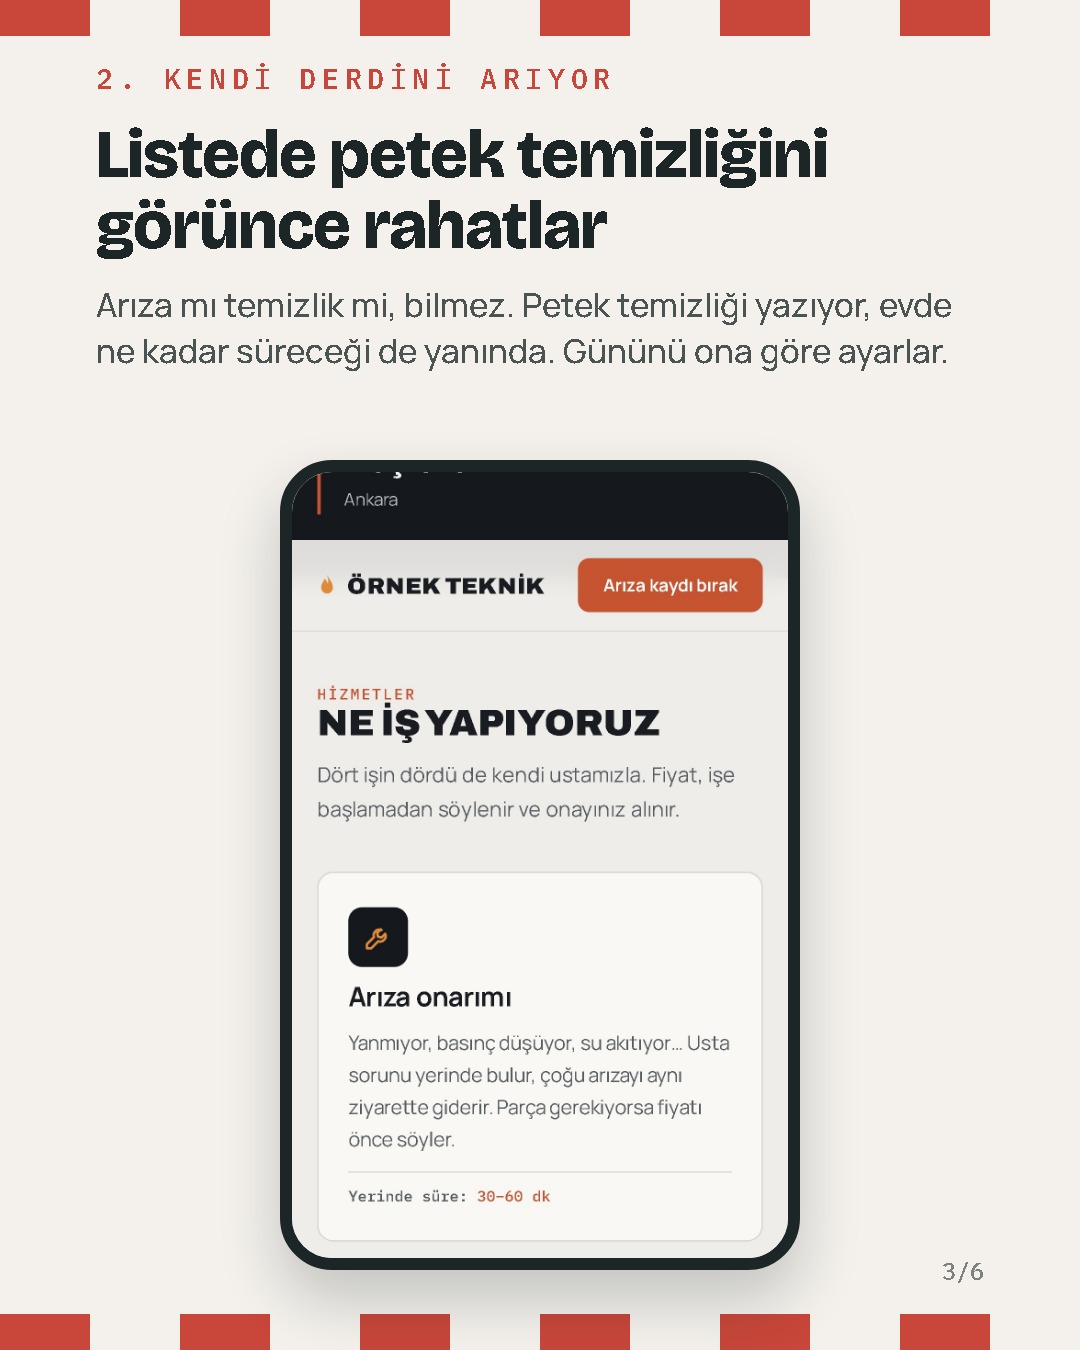 2. KENDİ DERDİNİ ARIYOR
Listede petek temizliğini
görünce rahatlar
Arıza mı temizlik mi, bilmez. Petek temizliği yazıyor, evde
ne kadar süreceği de yanında. Gününü ona göre ayarlar.
Ankara
ÖRNEK TEKNİK
Arıza kaydı bırak
HİZMETLER
NE İŞ YAPIYORUZ
Dört işin dördü de kendi ustamızla. Fiyat, işe
başlamadan söylenir ve onayınız alınır.
Arıza onarımı
Yanmıyor, basınç düşüyor, su akıtıyor… Usta
sorunu yerinde bulur, çoğu arızayı aynı
ziyarette giderir. Parça gerekiyorsa fiyatı
önce söyler.
Yerinde süre: 30–60 dk
3/6